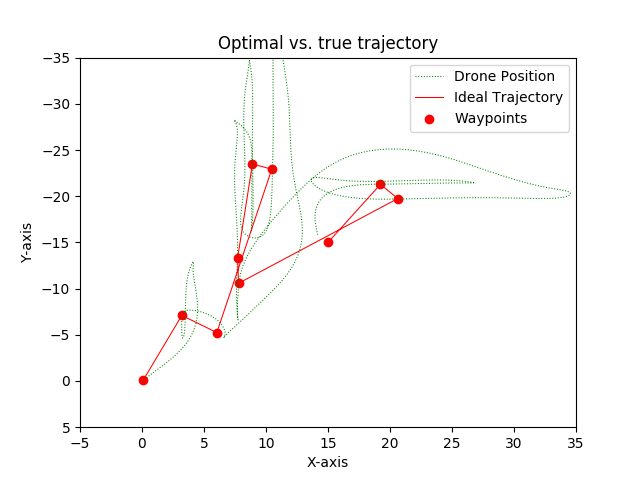 Optimal vs. true trajectory
Drone Position
Ideal Trajectory
Waypoints
Y-axis
−35
−30
−25
−20
−15
−10
−5
0
5
−5 0 5 10 15 20 25 30 35
X-axis